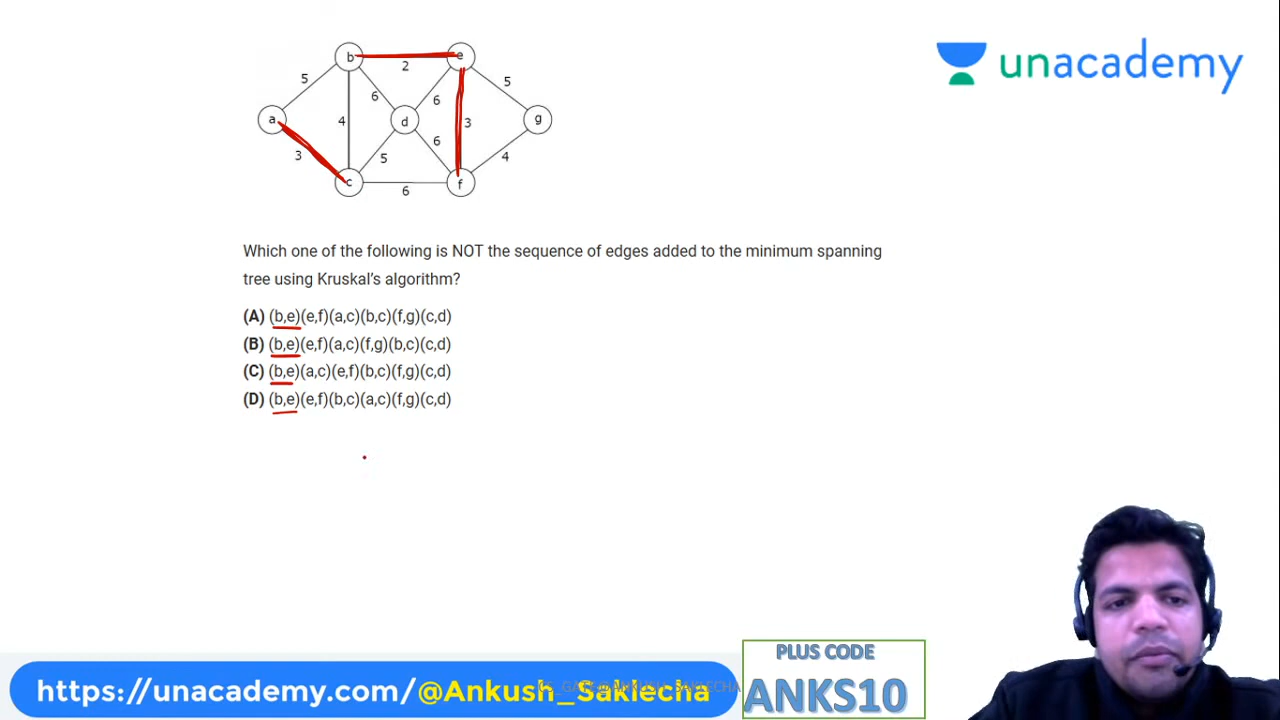 b
e
2
5
5
6
6
unacademy
a
4
d
3
g
6
3
5
4
c
f
6
Which one of the following is NOT the sequence of edges added to the minimum spanning
tree using Kruskal's algorithm?
(A) (b,e)(e,f)(a,c)(b,c)(f,g)(c,d)
(B) (b,e)(e,f)(a,c)(f,g)(b,c)(c,d)
(C) (b,e)(a,c)(e,f)(b,c)(f,g)(c,d)
(D) (b,e)(e,f)(b,c)(a,c)(f,g)(c,d)
https://unacademy.com/@Ankush_Saklecha
PLUS CODE
ANKS10